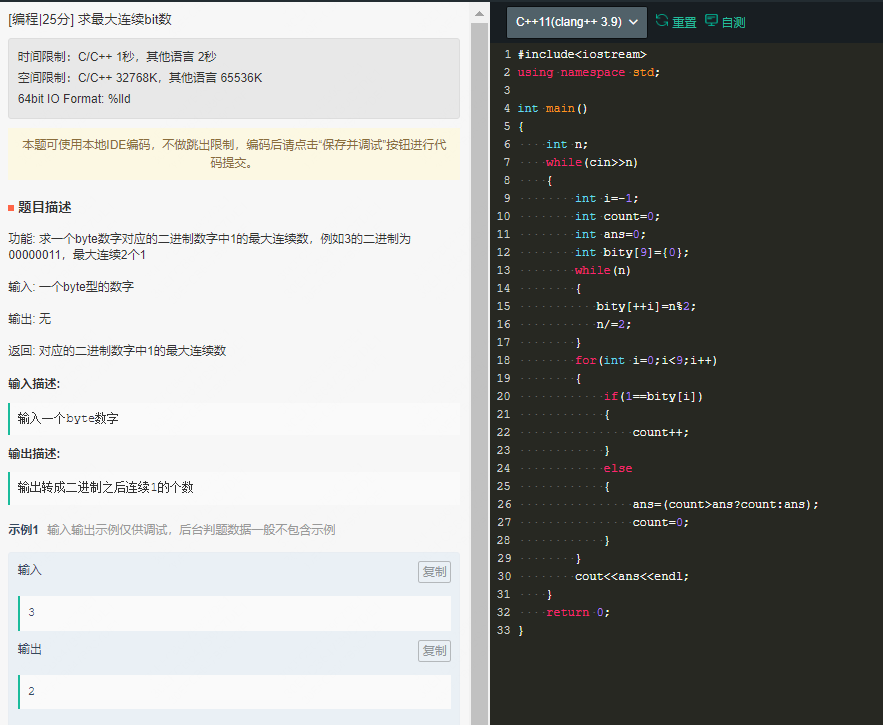 [编程|25分] 求最大连续bit数
时间限制：C/C++ 1秒，其他语言 2秒
空间限制：C/C++ 32768K，其他语言 65536K
64bit IO Format: %lld
本题可使用本地IDE编码，不做跳出限制，编码后请点击“保存并调试”按钮进行代
码提交。
题目描述
功能: 求一个byte数字对应的二进制数字中1的最大连续数，例如3的二进制为
00000011，最大连续2个1
输入: 一个byte型的数字
输出: 无
返回: 对应的二进制数字中1的最大连续数
输入描述:
输入一个byte数字
输出描述:
输出转成二进制之后连续1的个数
示例1 输入输出示例仅供调试，后台判题数据一般不包含示例
输入 复制
3
输出 复制
2
C++11(clang++ 3.9) 重置 自测
1 #include<iostream>
2 using namespace std;
3
4 int main()
5 {
6     int n;
7     while(cin>>n)
8     {
9         int i=-1;
10         int count=0;
11         int ans=0;
12         int bity[9]={0};
13         while(n)
14         {
15            bity[++i]=n%2;
16            n/=2;
17         }
18         for(int i=0;i<9;i++)
19         {
20             if(1==bity[i])
21             {
22                 count++;
23             }
24             else
25             {
26                 ans=(count>ans?count:ans);
27                 count=0;
28             }
29         }
30         cout<<ans<<endl;
31     }
32     return 0;
33 }